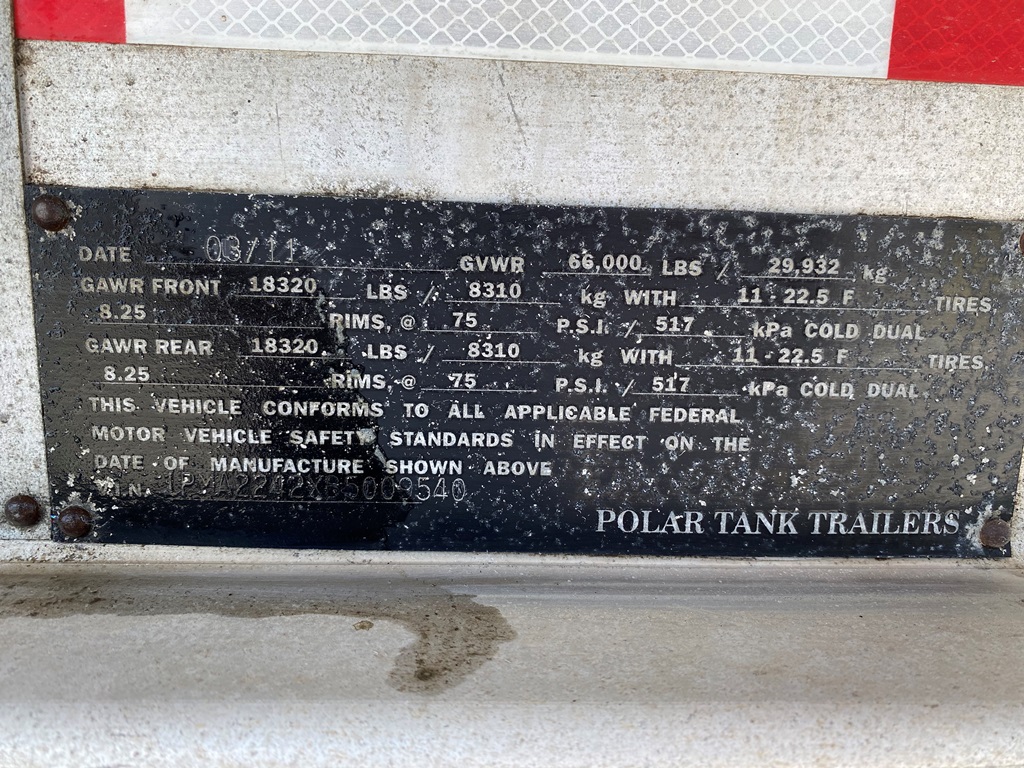 DATE 03/11 GVWR 66,000 LBS / 29,932 kg
GAWR FRONT 18320 LBS / 8310 kg WITH 11 - 22.5 F TIRES,
8.25 RIMS, @ 75 P.S.I. / 517 kPa COLD DUAL
GAWR REAR 18320 LBS / 8310 kg WITH 11 - 22.5 F TIRES,
8.25 RIMS, @ 75 P.S.I. / 517 kPa COLD DUAL
THIS VEHICLE CONFORMS TO ALL APPLICABLE FEDERAL
MOTOR VEHICLE SAFETY STANDARDS IN EFFECT ON THE
DATE OF MANUFACTURE SHOWN ABOVE
V.I.N.
POLAR TANK TRAILERS